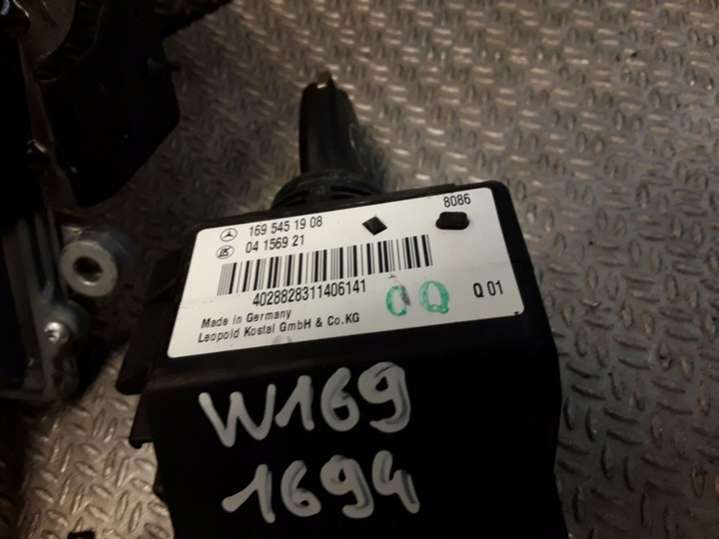 169 545 19 08
8086
04 1569 21
4028828311406141
Q 01
Made in Germany
Leopold Kostal GmbH & Co.KG
W169
1694